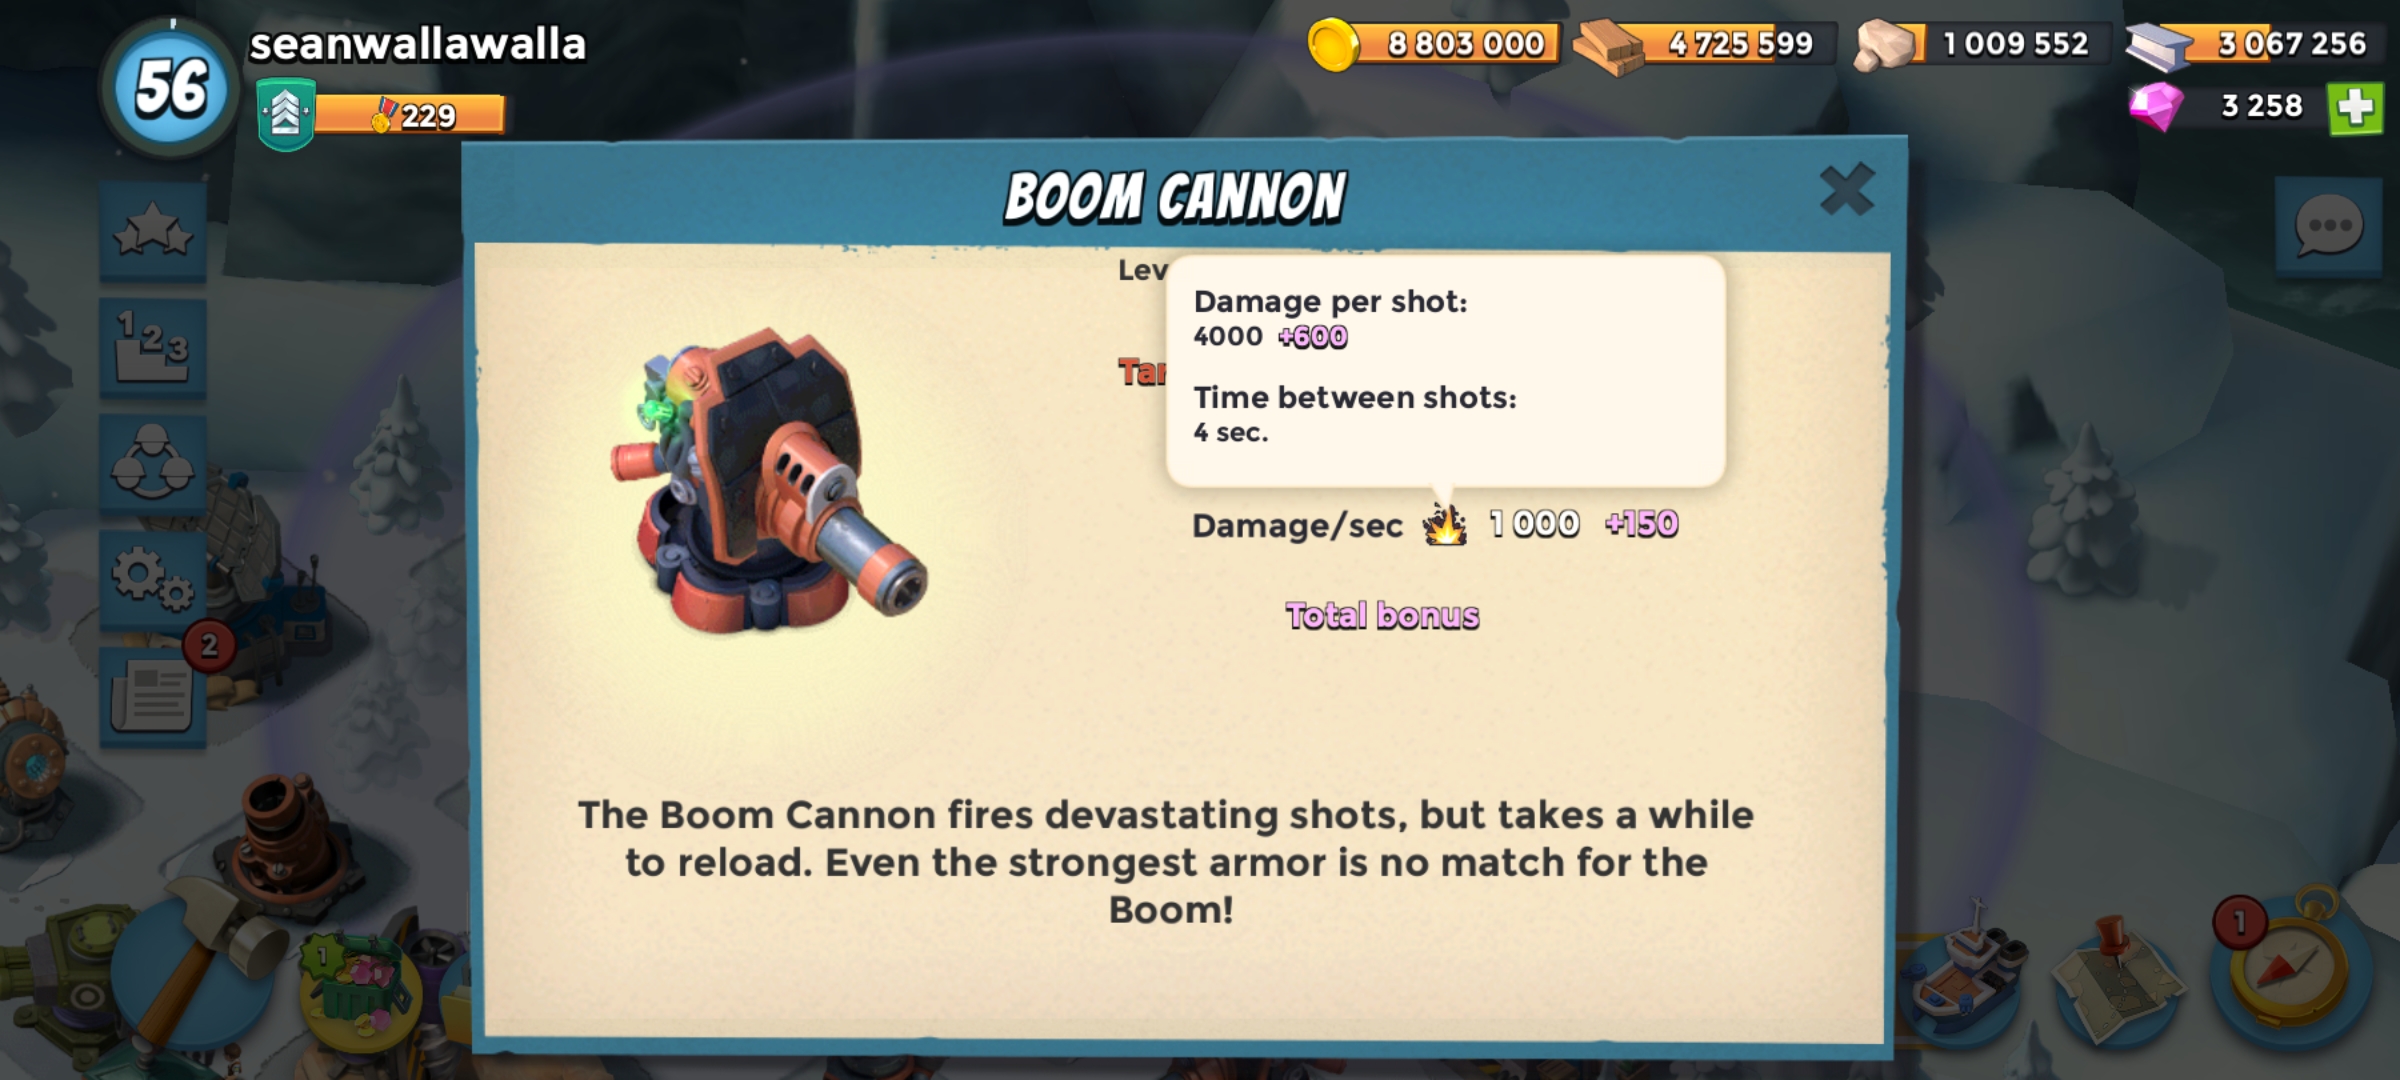 56
seanwallawalla
229
8 803 000
4 725 599
1 009 552
3 067 256
3 258
BOOM CANNON
1 2 3
2
Damage per shot:
4000 +600
Time between shots:
4 sec.
Damage/sec 1 000 +150
Total bonus
The Boom Cannon fires devastating shots, but takes a while
to reload. Even the strongest armor is no match for the
Boom!
1
1